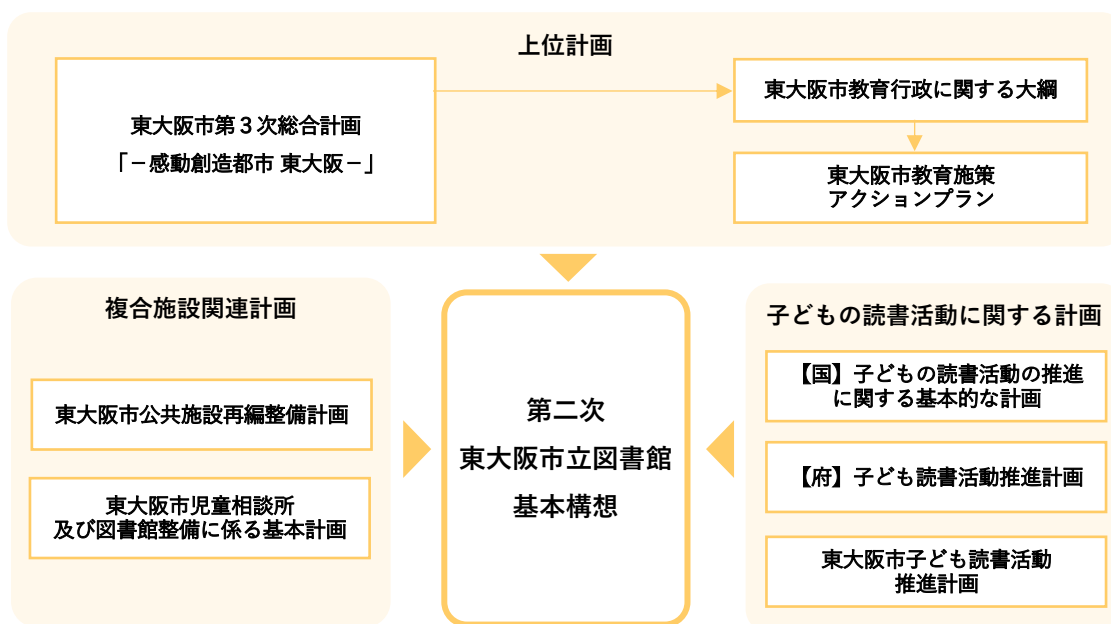 上位計画
東大阪市第３次総合計画
「－感動創造都市 東大阪－」
東大阪市教育行政に関する大綱
東大阪市教育施策
アクションプラン
複合施設関連計画
東大阪市公共施設再編整備計画
東大阪市児童相談所
及び図書館整備に係る基本計画
第二次
東大阪市立図書館
基本構想
子どもの読書活動に関する計画
【国】子どもの読書活動の推進
に関する基本的な計画
【府】子ども読書活動推進計画
東大阪市子ども読書活動
推進計画